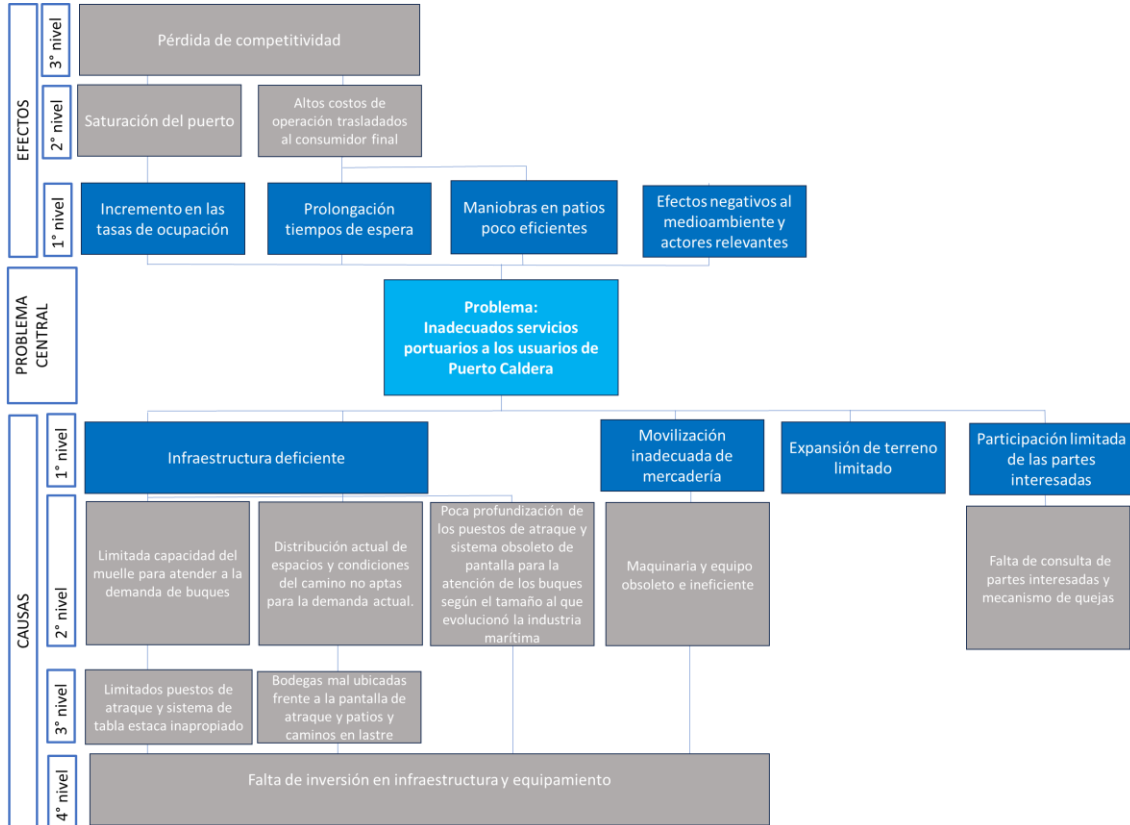 EFECTOS
3° nivel
Pérdida de competitividad
2° nivel
Saturación del puerto
Altos costos de
operación trasladados
al consumidor final
1° nivel
Incremento en las
tasas de ocupación
Prolongación
tiempos de espera
Maniobras en patios
poco eficientes
Efectos negativos al
medioambiente y
actores relevantes
PROBLEMA
CENTRAL
Problema:
Inadecuados servicios
portuarios a los usuarios de
Puerto Caldera
CAUSAS
1° nivel
Infraestructura deficiente
Movilización
inadecuada de
mercadería
Expansión de terreno
limitado
Participación limitada
de las partes
interesadas
2° nivel
Limitada capacidad del
muelle para atender a la
demanda de buques
Distribución actual de
espacios y condiciones
del camino no aptas
para la demanda actual.
Poca profundización de
los puestos de atraque y
sistema obsoleto de
pantalla para la
atención de los buques
según el tamaño al que
evolucionó la industria
marítima
Maquinaria y equipo
obsoleto e ineficiente
Falta de consulta de
partes interesadas y
mecanismo de quejas
3° nivel
Limitados puestos de
atraque y sistema de
tabla estaca inapropiado
Bodegas mal ubicadas
frente a la pantalla de
atraque y patios y
caminos en lastre
4° nivel
Falta de inversión en infraestructura y equipamiento